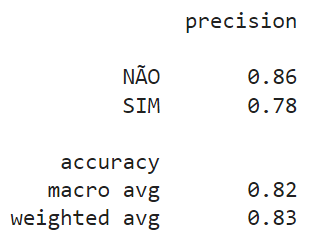 precision
NÃO 0.86
SIM 0.78
accuracy
macro avg 0.82
weighted avg 0.83